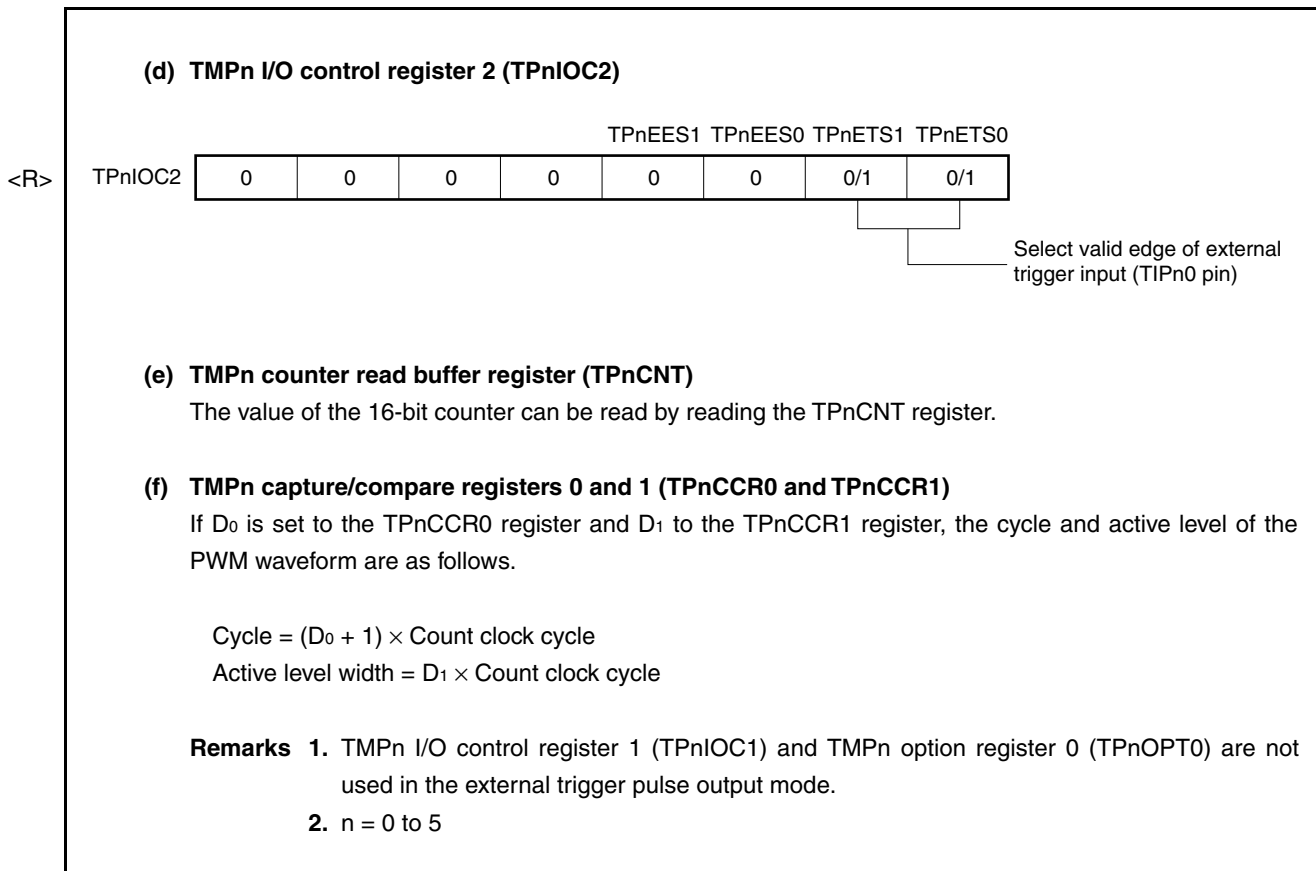 (d) TMPn I/O control register 2 (TPnIOC2)
TPnEES1 TPnEES0 TPnETS1 TPnETS0
<R> TPnIOC2 0 0 0 0 0 0 0/1 0/1
Select valid edge of external
trigger input (TIPn0 pin)
(e) TMPn counter read buffer register (TPnCNT)
The value of the 16-bit counter can be read by reading the TPnCNT register.
(f) TMPn capture/compare registers 0 and 1 (TPnCCR0 and TPnCCR1)
If D0 is set to the TPnCCR0 register and D1 to the TPnCCR1 register, the cycle and active level of the
PWM waveform are as follows.
Cycle = (D0 + 1) × Count clock cycle
Active level width = D1 × Count clock cycle
Remarks 1. TMPn I/O control register 1 (TPnIOC1) and TMPn option register 0 (TPnOPT0) are not
used in the external trigger pulse output mode.
2. n = 0 to 5